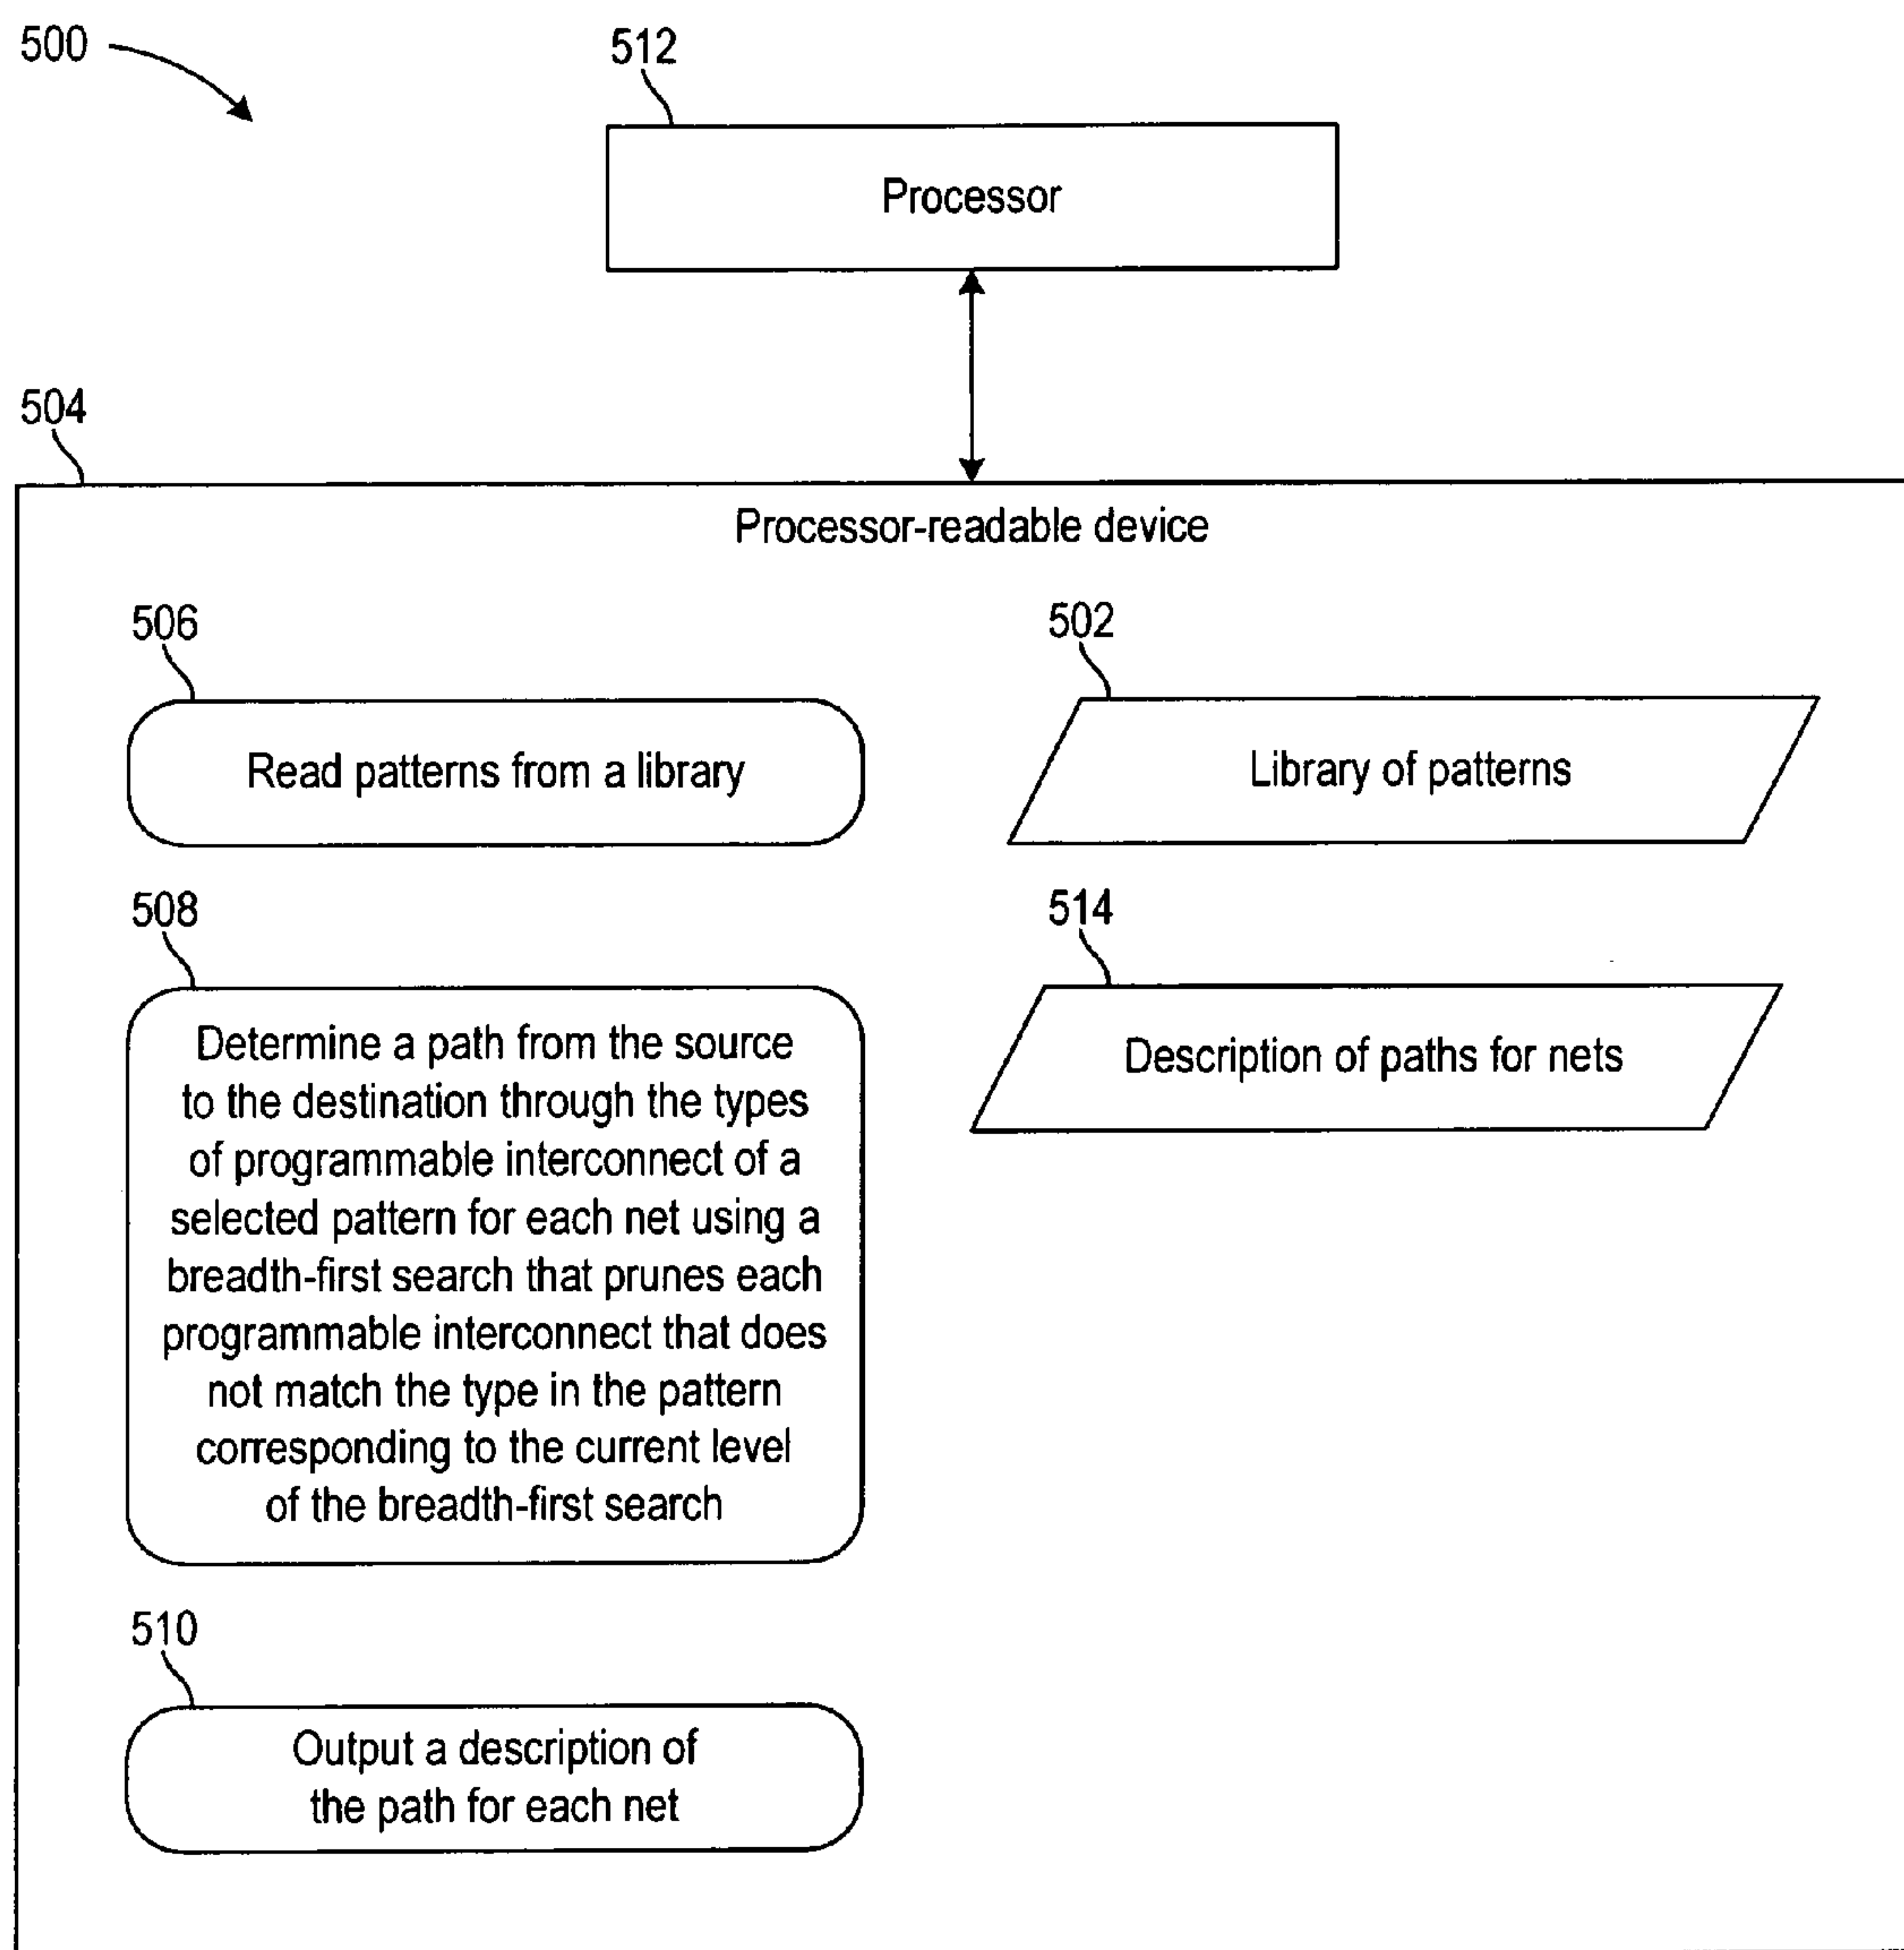 500
512
Processor
504
Processor-readable device
506
502
Read patterns from a library
Library of patterns
508
514
Determine a path from the source
to the destination through the types
of programmable interconnect of a
selected pattern for each net using a
breadth-first search that prunes each
programmable interconnect that does
not match the type in the pattern
corresponding to the current level
of the breadth-first search
Description of paths for nets
510
Output a description of
the path for each net